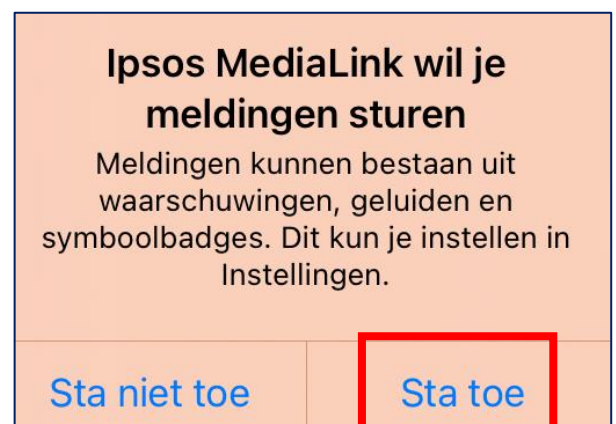 Ipsos MediaLink wil je
meldingen sturen
Meldingen kunnen bestaan uit
waarschuwingen, geluiden en
symboolbadges. Dit kun je instellen in
Instellingen.
Sta niet toe
Sta toe